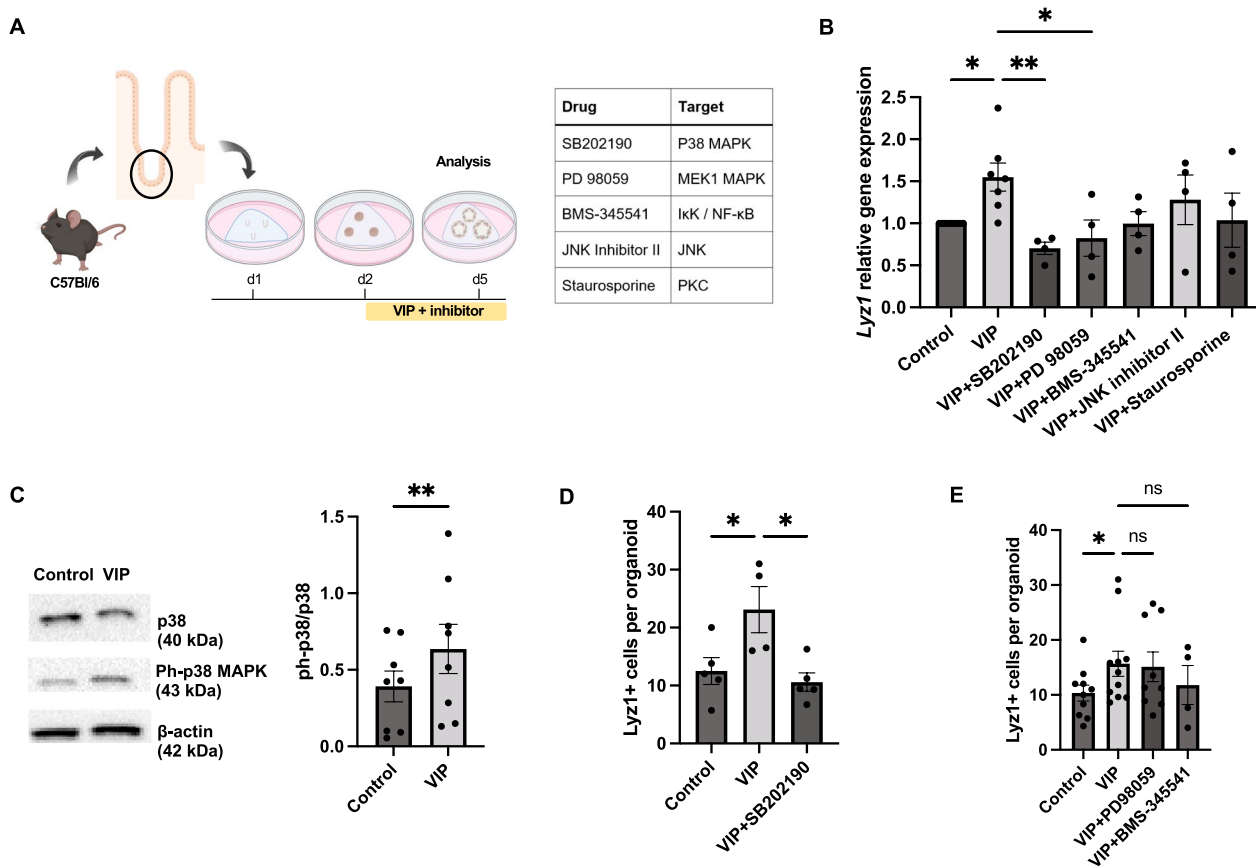 A
C57Bl/6
Analysis
d1
d2
d5
VIP + inhibitor
Drug Target
SB202190 P38 MAPK
PD 98059 MEK1 MAPK
BMS-345541 IκK / NF-κB
JNK Inhibitor II JNK
Staurosporine PKC
B
*
* **
Lyz1 relative gene expression
2.5
2.0
1.5
1.0
0.5
0.0
Control
VIP
VIP+SB202190
VIP+PD 98059
VIP+BMS-345541
VIP+JNK inhibitor II
VIP+Staurosporine
C
Control VIP
p38
(40 kDa)
Ph-p38 MAPK
(43 kDa)
β-actin
(42 kDa)
**
ph-p38/p38
1.5
1.0
0.5
0.0
Control
VIP
D
* *
Lyz1+ cells per organoid
40
30
20
10
0
Control
VIP
VIP+SB202190
E
ns
* ns
Lyz1+ cells per organoid
40
30
20
10
0
Control
VIP
VIP+PD98059
VIP+BMS-345541